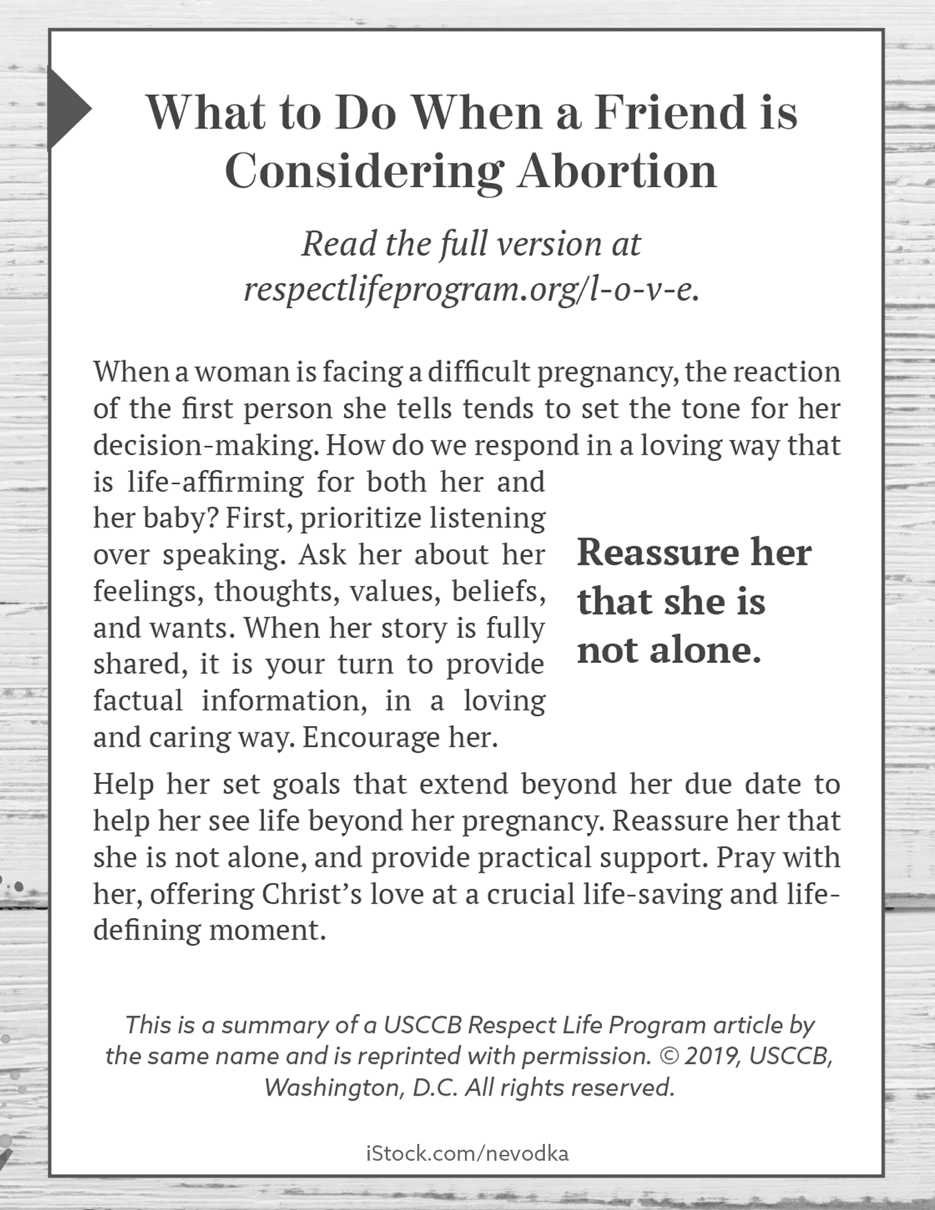 What to Do When a Friend is
Considering Abortion
Read the full version at
respectlifeprogram.org/l-o-v-e.
When a woman is facing a difficult pregnancy, the reaction
of the first person she tells tends to set the tone for her
decision-making. How do we respond in a loving way that
is life-affirming for both her and
her baby? First, prioritize listening
over speaking. Ask her about her
feelings, thoughts, values, beliefs,
and wants. When her story is fully
shared, it is your turn to provide
factual information, in a loving
and caring way. Encourage her.
Reassure her
that she is
not alone.
Help her set goals that extend beyond her due date to
help her see life beyond her pregnancy. Reassure her that
she is not alone, and provide practical support. Pray with
her, offering Christ’s love at a crucial life-saving and life-
defining moment.
This is a summary of a USCCB Respect Life Program article by
the same name and is reprinted with permission. © 2019, USCCB,
Washington, D.C. All rights reserved.
iStock.com/nevodka